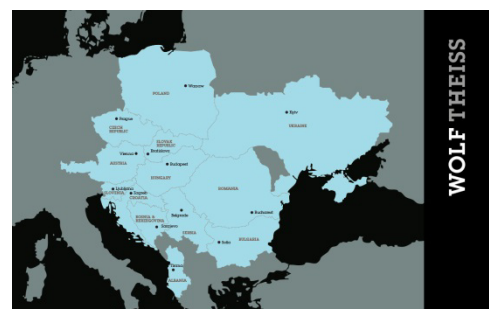 Warsaw
POLAND
Prague
CZECH
REPUBLIC
Kyiv
UKRAINE
SLOVAK
REPUBLIC
Vienna
Bratislava
AUSTRIA
Budapest
HUNGARY
Ljubljana
SLOVENIA
Zagreb
CROATIA
ROMANIA
BOSNIA &
HERZEGOVINA
Belgrade
Bucharest
Sarajevo
SERBIA
Sofia
BULGARIA
Tirana
ALBANIA
WOLF THEISS